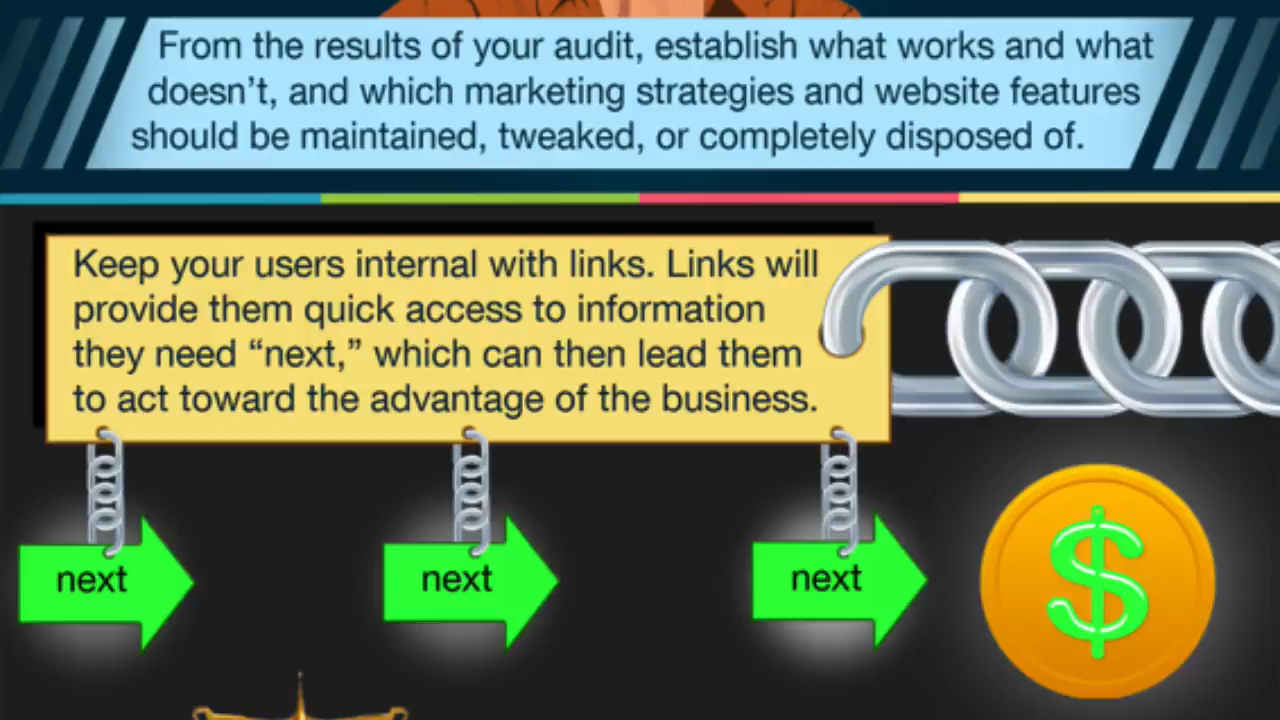 From the results of your audit, establish what works and what
doesn’t, and which marketing strategies and website features
should be maintained, tweaked, or completely disposed of.
Keep your users internal with links. Links will
provide them quick access to information
they need “next,” which can then lead them
to act toward the advantage of the business.
next
next
next
$